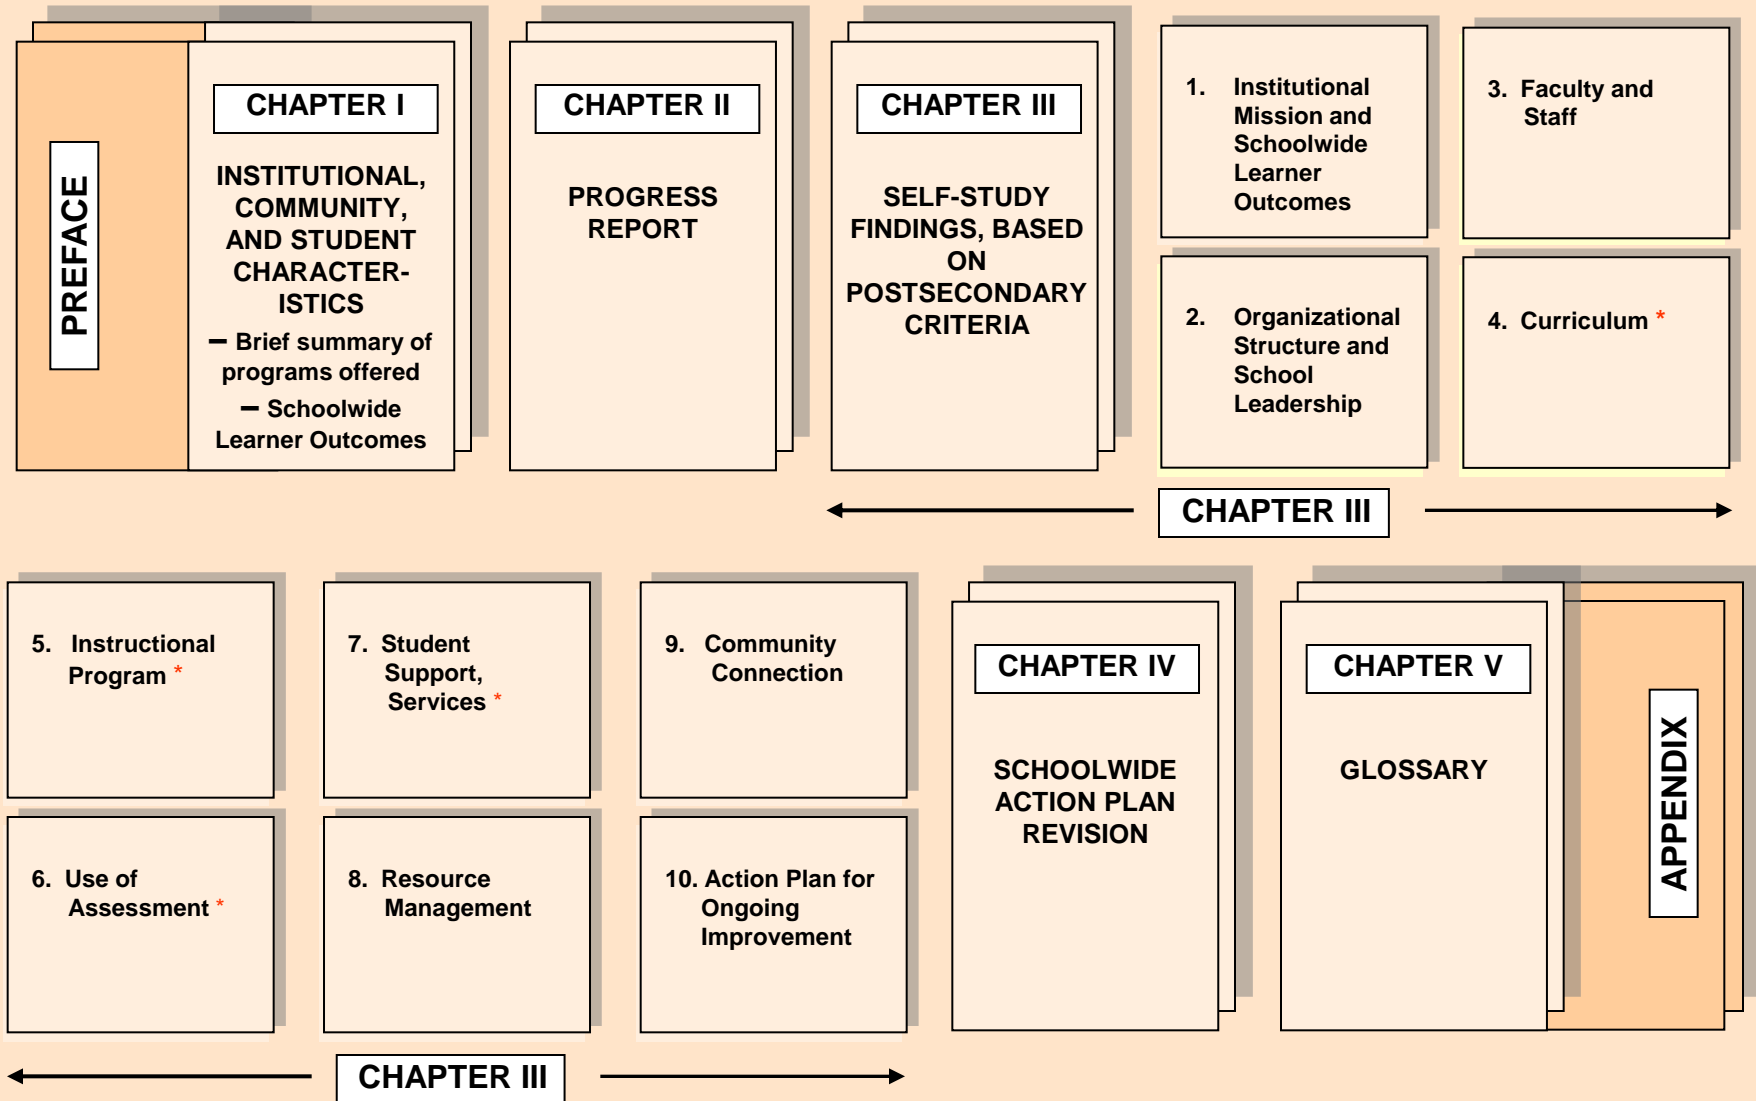 PREFACE
CHAPTER I
INSTITUTIONAL,
COMMUNITY,
AND STUDENT
CHARACTER-
ISTICS
– Brief summary of
programs offered
– Schoolwide
Learner Outcomes
CHAPTER II
PROGRESS
REPORT
CHAPTER III
SELF-STUDY
FINDINGS, BASED
ON
POSTSECONDARY
CRITERIA
1. Institutional
Mission and
Schoolwide
Learner
Outcomes
2. Organizational
Structure and
School
Leadership
3. Faculty and
Staff
4. Curriculum *
CHAPTER III
5. Instructional
Program *
6. Use of
Assessment *
7. Student
Support,
Services *
8. Resource
Management
9. Community
Connection
10. Action Plan for
Ongoing
Improvement
CHAPTER III
CHAPTER IV
SCHOOLWIDE
ACTION PLAN
REVISION
CHAPTER V
GLOSSARY
APPENDIX